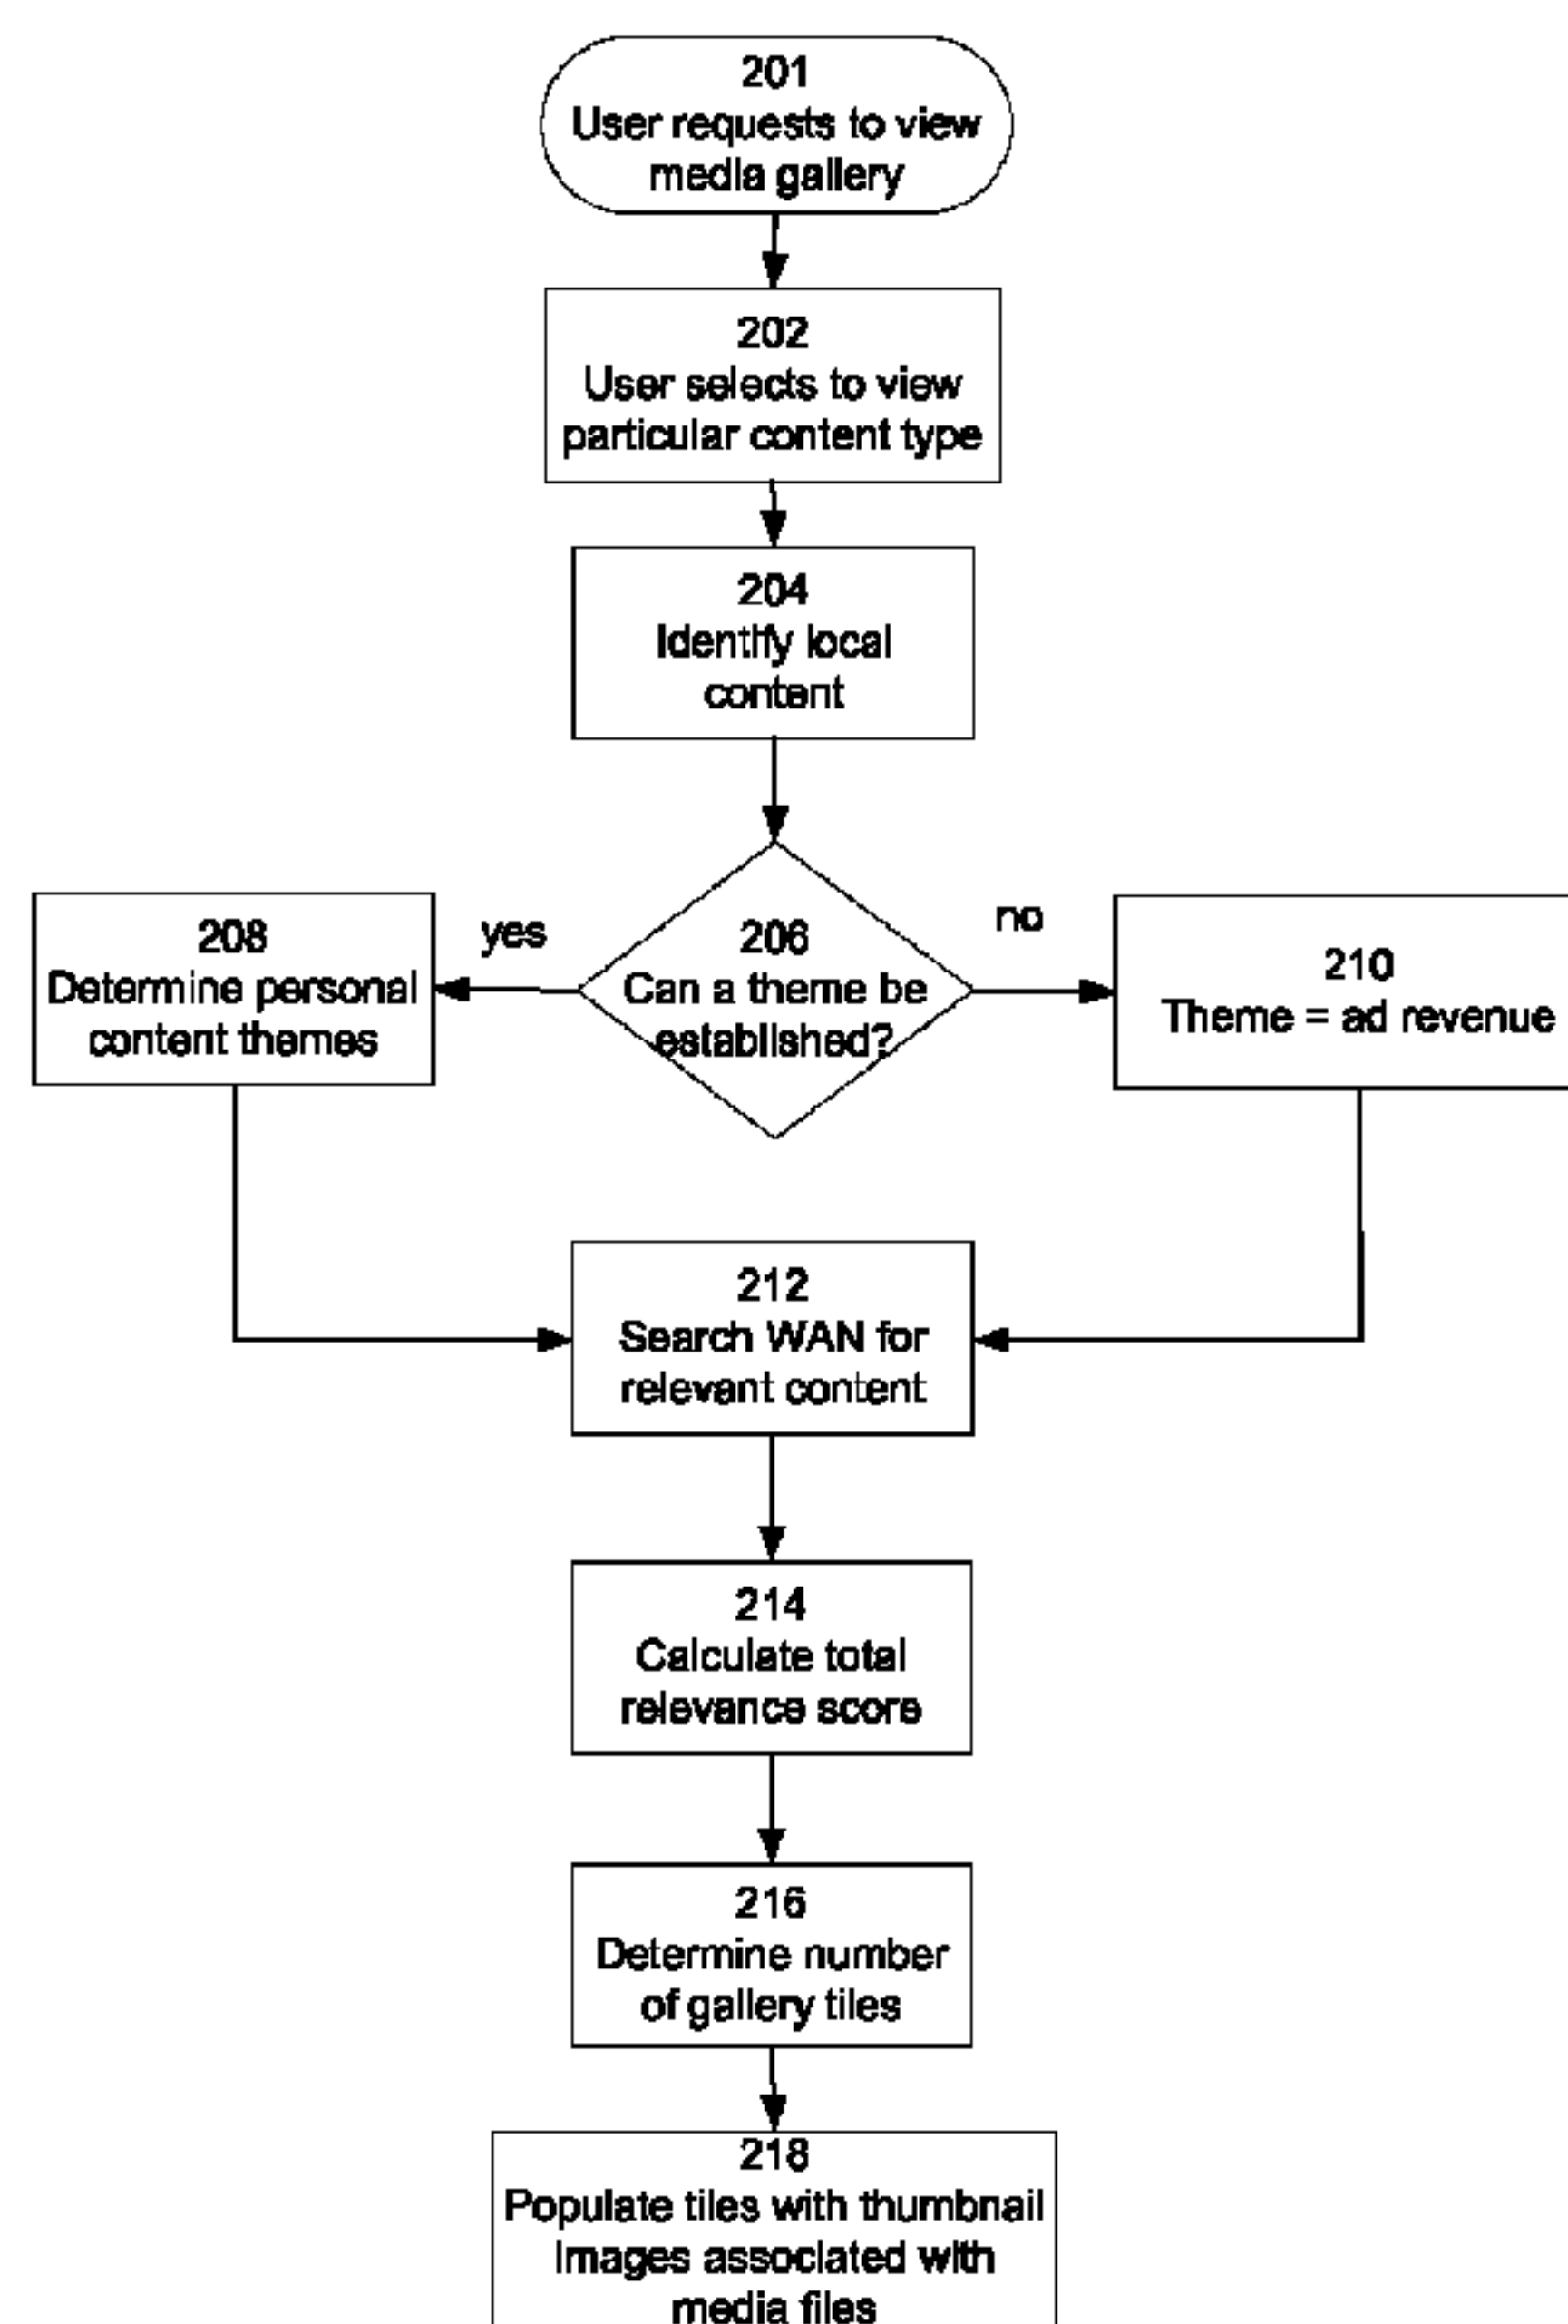 201
User requests to view
media gallery
202
User selects to view
particular content type
204
Identify local
content
208
Determine personal
content themes
yes
206
Can a theme be
established?
no
210
Theme = ad revenue
212
Search WAN for
relevant content
214
Calculate total
relevance score
216
Determine number
of gallery tiles
218
Populate tiles with thumbnail
images associated with
media files